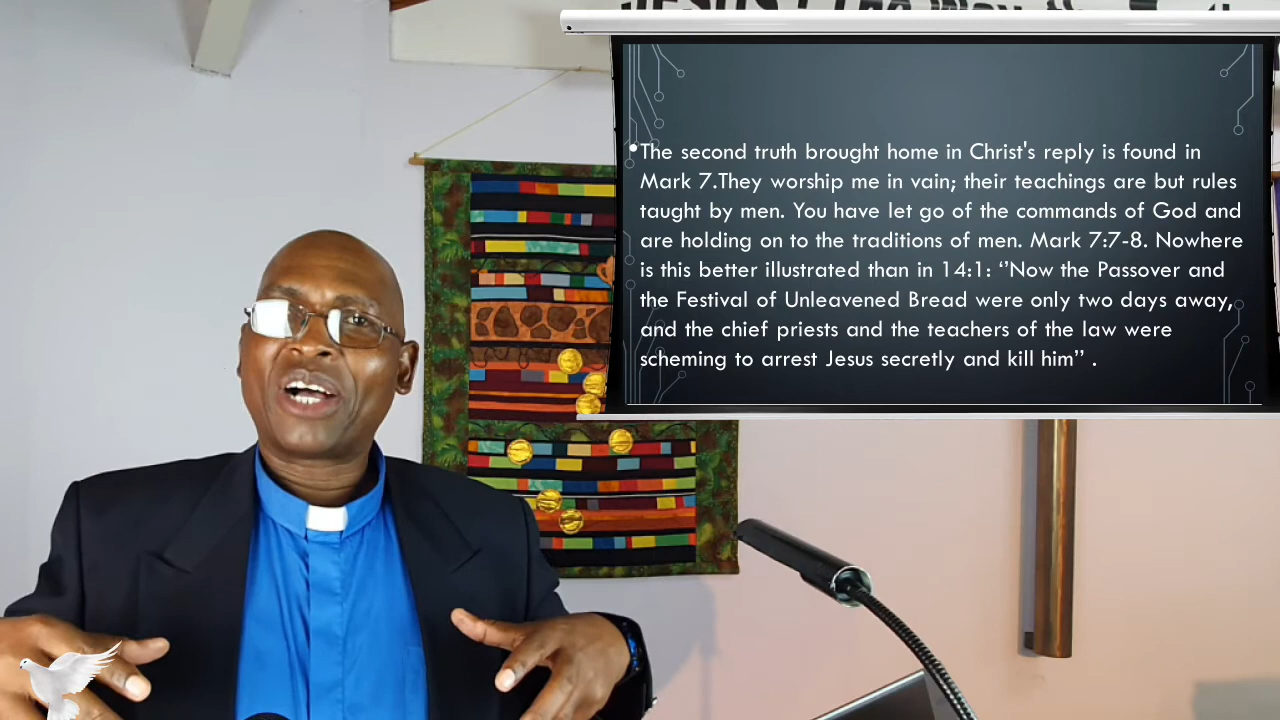 JESUS
• The second truth brought home in Christ's reply is found in
Mark 7.They worship me in vain; their teachings are but rules
taught by men. You have let go of the commands of God and
are holding on to the traditions of men. Mark 7:7-8. Nowhere
is this better illustrated than in 14:1: ‘’Now the Passover and
the Festival of Unleavened Bread were only two days away,
and the chief priests and the teachers of the law were
scheming to arrest Jesus secretly and kill him” .